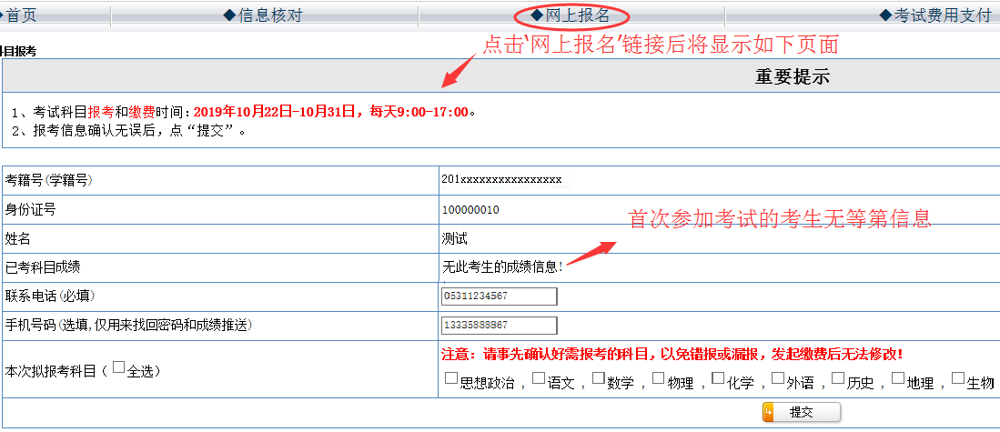 ◆首页 ◆信息核对 ◆网上报名 ◆考试费用支付
点击‘网上报名’链接后将显示如下页面
科目报考
重要提示
1、考试科目报考和缴费时间：2019年10月22日-10月31日，每天9:00-17:00。
2、报考信息确认无误后，点“提交”。
考籍号(学籍号) 201xxxxxxxxxxxxxxxx
身份证号 100000010
首次参加考试的考生无等第信息
姓名 测试
已考科目成绩 无此考生的成绩信息!
联系电话(必填) 05311234567
手机号码(选填,仅用来找回密码和成绩推送) 13335888867
注意：请事先确认好需报考的科目，以免错报或漏报，发起缴费后无法修改!
本次拟报考科目（全选） 思想政治，语文，数学，物理，化学，外语，历史，地理，生物
提交